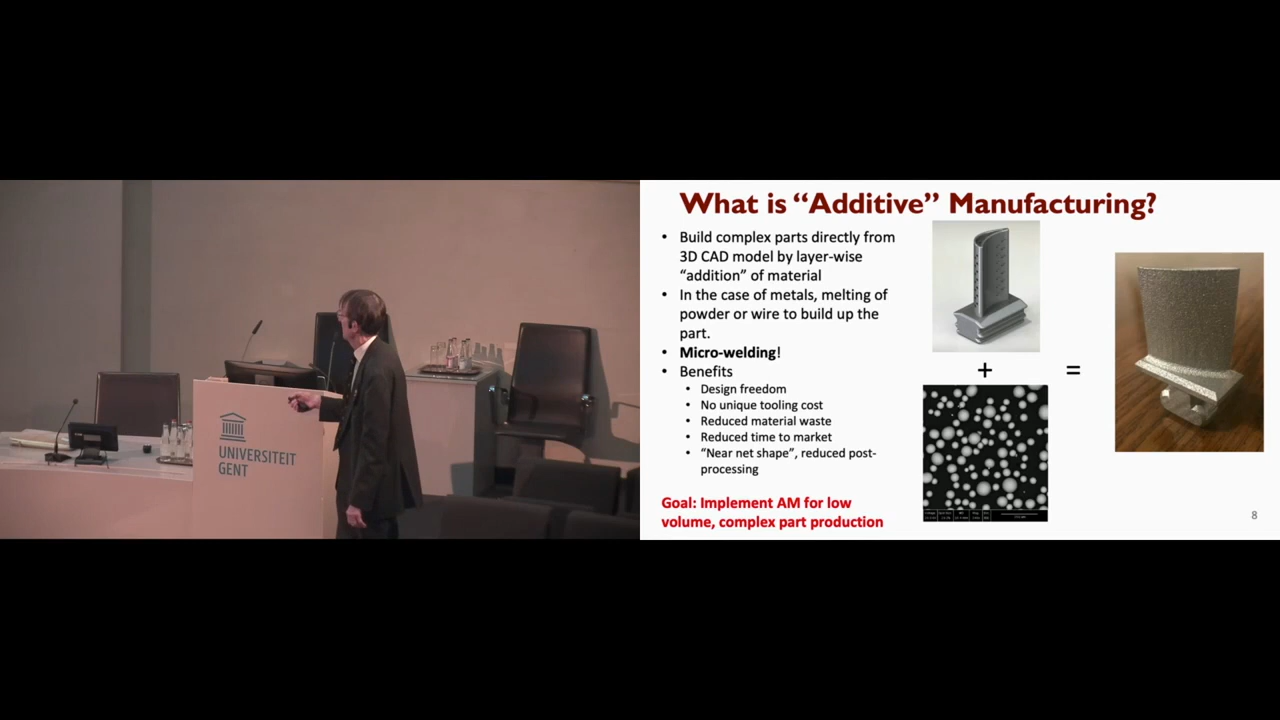 UNIVERSITEIT
GENT
What is “Additive” Manufacturing?
• Build complex parts directly from
3D CAD model by layer-wise
“addition” of material
• In the case of metals, melting of
powder or wire to build up the
part.
• Micro-welding!
• Benefits
• Design freedom
• No unique tooling cost
• Reduced material waste
• Reduced time to market
• “Near net shape”, reduced post-
processing
Goal: Implement AM for low
volume, complex part production
+
=
8